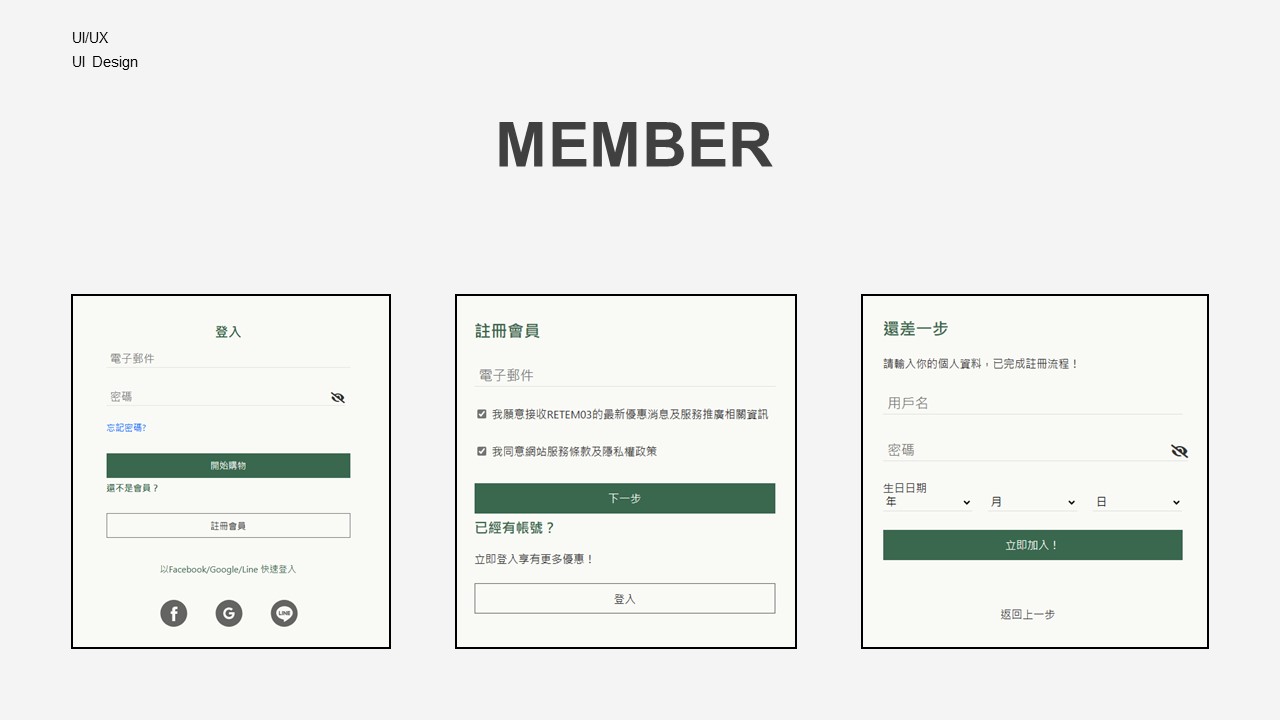 UI/UX
UI Design
MEMBER
登入
電子郵件
密碼
忘記密碼?
開始購物
還不是會員？
註冊會員
以Facebook/Google/Line 快速登入
f
G
LINE
註冊會員
電子郵件
我願意接收RETEM03的最新優惠消息及服務推廣相關資訊
我同意網站服務條款及隱私權政策
下一步
已經有帳號？
立即登入享有更多優惠！
登入
還差一步
請輸入你的個人資料，已完成註冊流程！
用戶名
密碼
生日日期
年 月 日
立即加入！
返回上一步